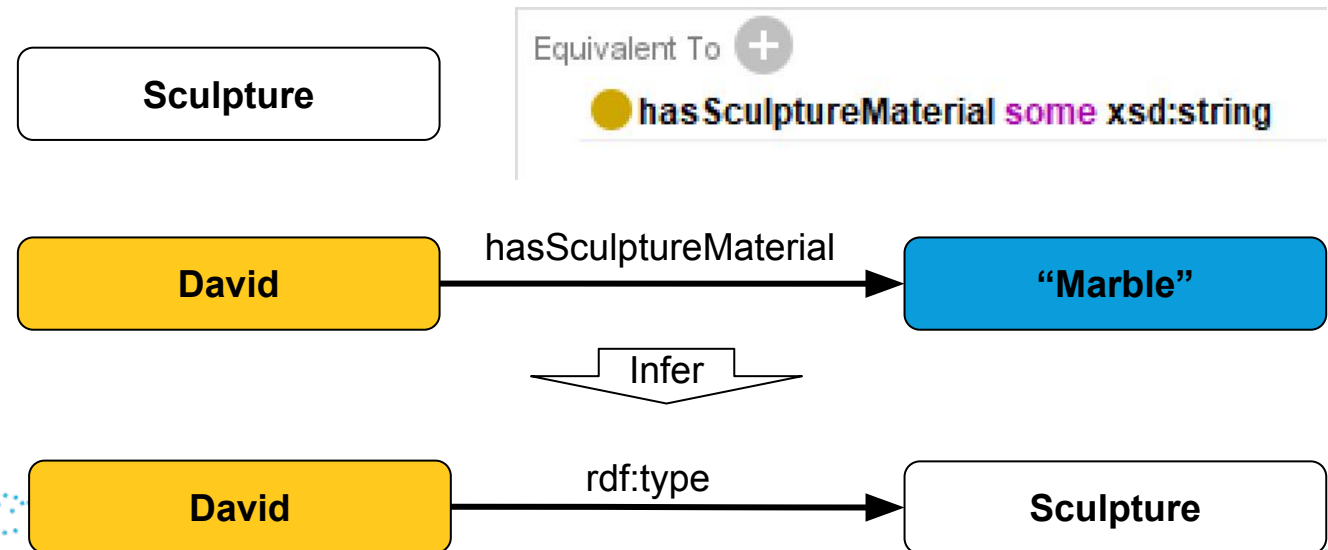 Sculpture
Equivalent To
hasSculptureMaterial some xsd:string
David
hasSculptureMaterial
“Marble”
Infer
David
rdf:type
Sculpture